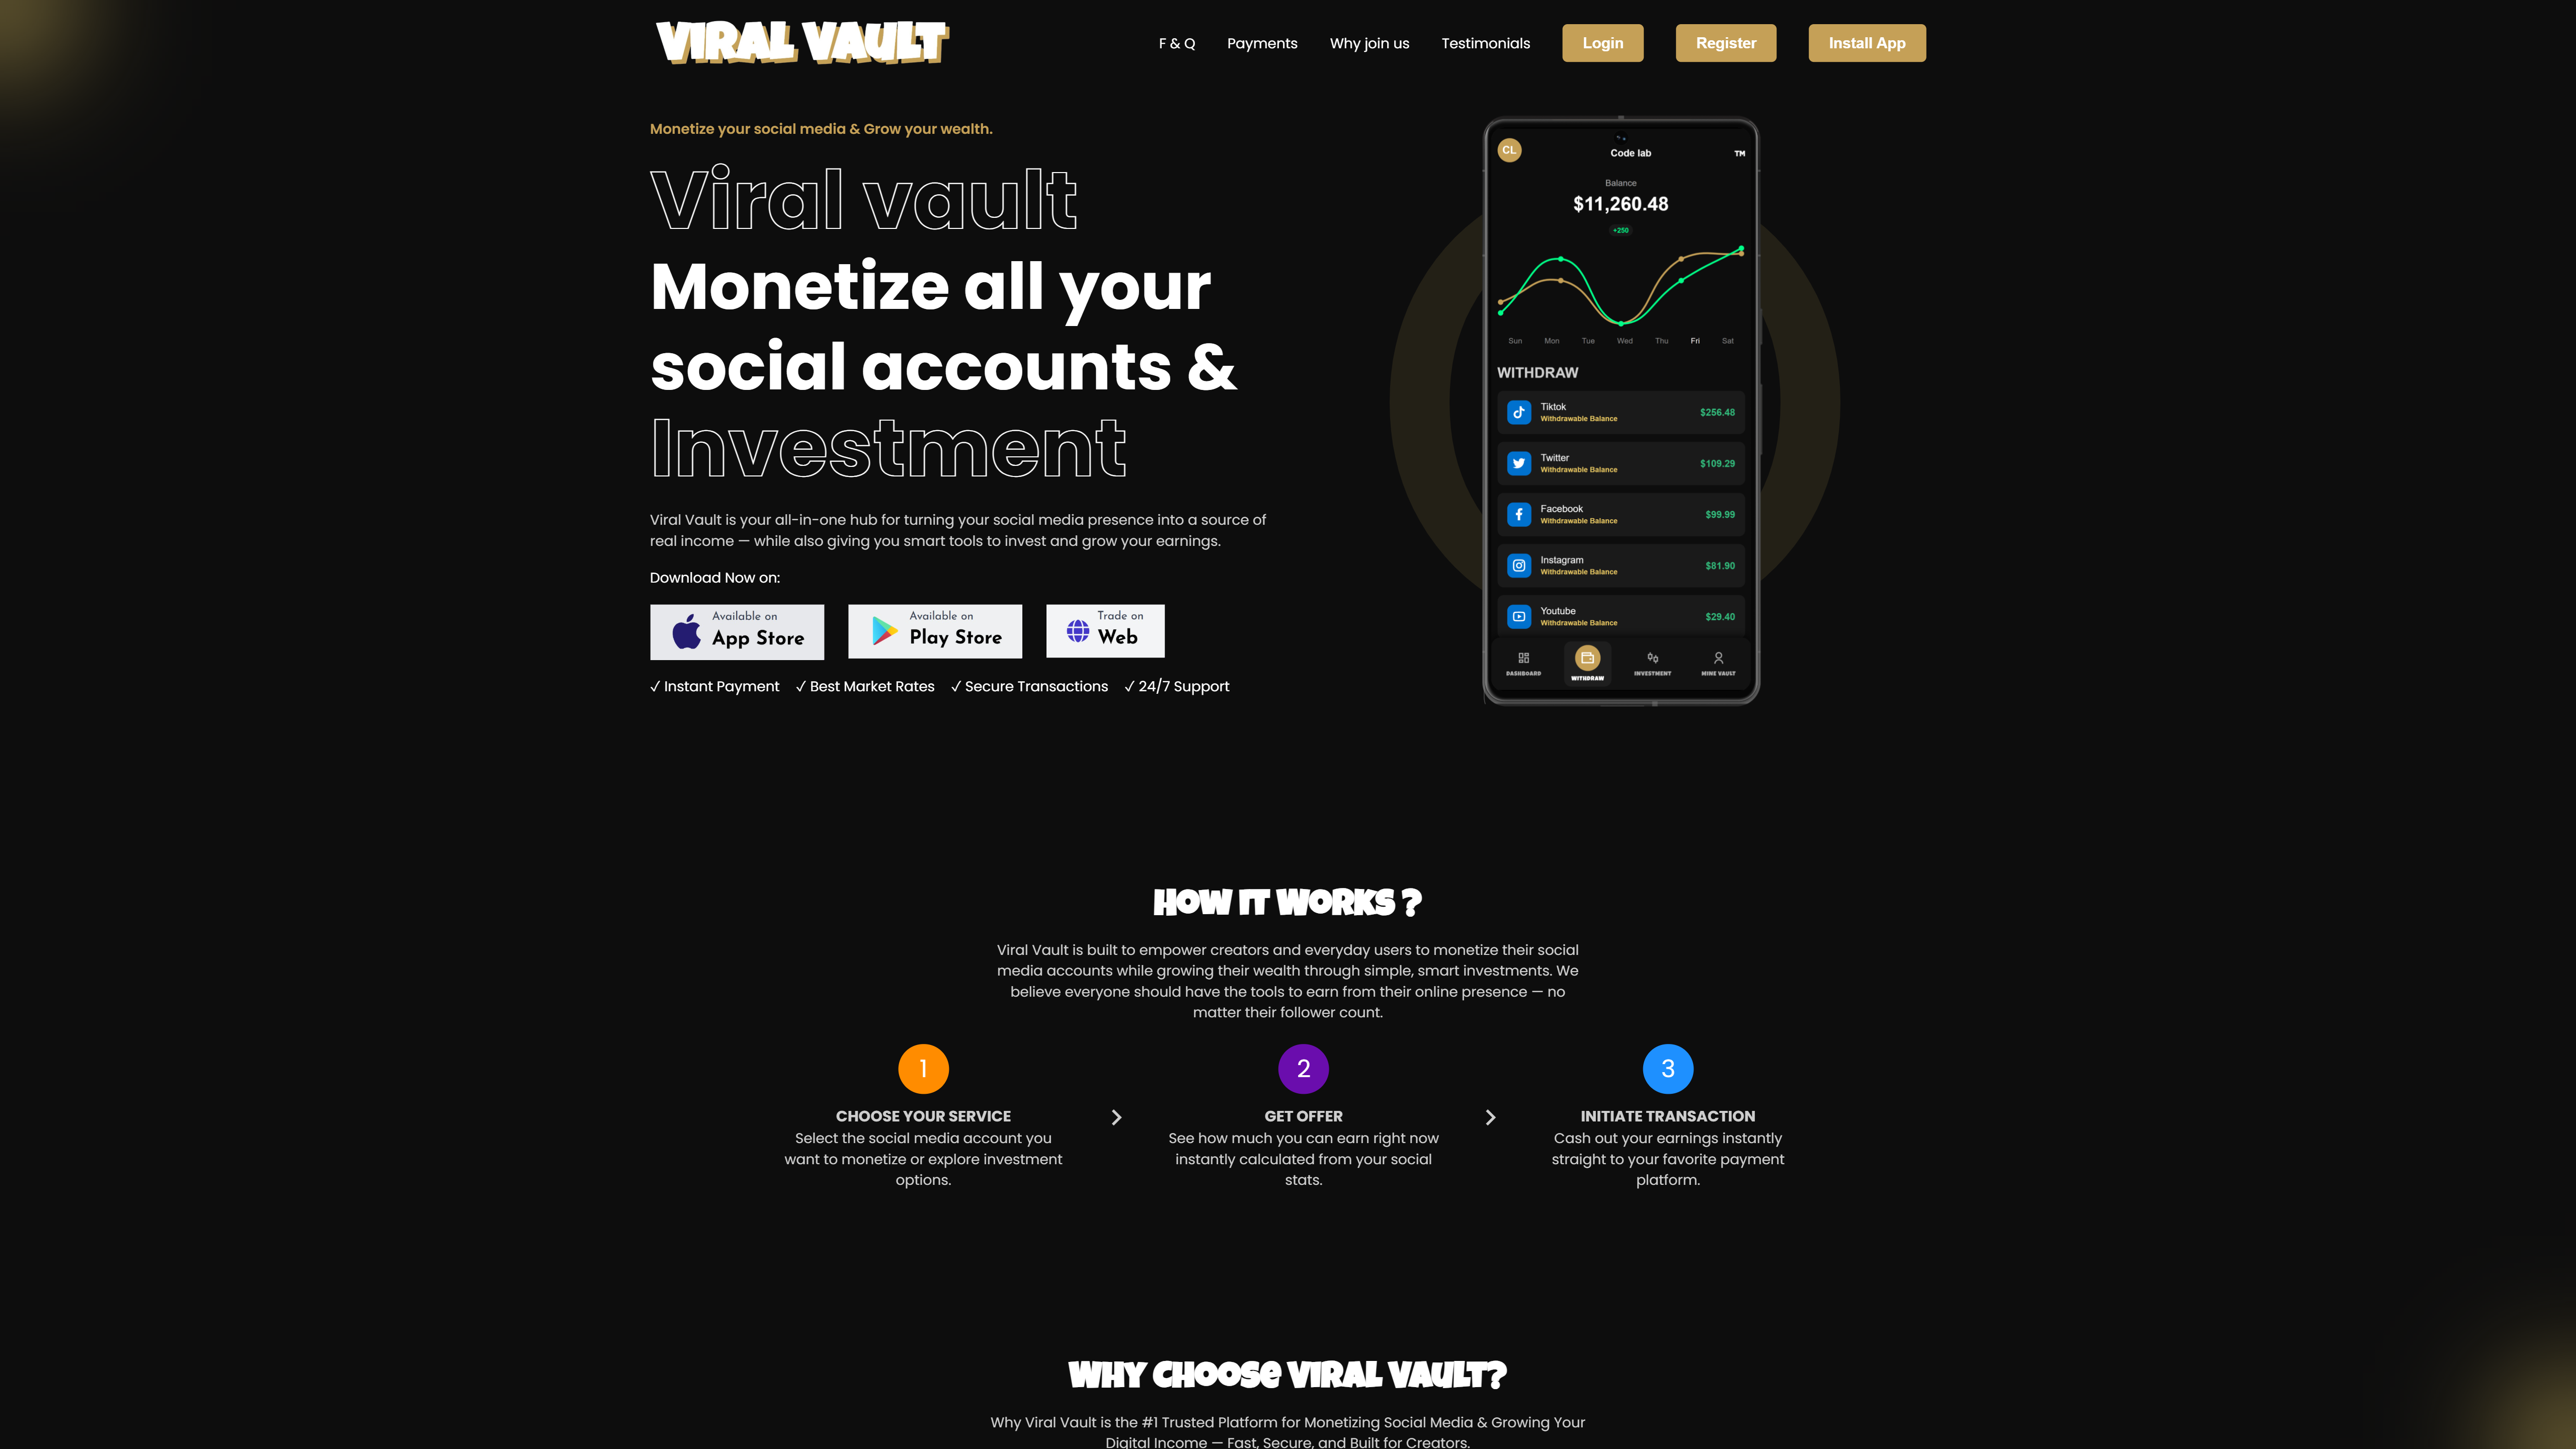 VIRAL VAULT
F & Q
Payments
Why join us
Testimonials
Login
Register
Install App
Monetize your social media & Grow your wealth.
Viral vault
Monetize all your
social accounts &
Investment
Viral Vault is your all-in-one hub for turning your social media presence into a source of
real income — while also giving you smart tools to invest and grow your earnings.
Download Now on:
Available on
App Store
Available on
Play Store
Trade on
Web
✓ Instant Payment
✓ Best Market Rates
✓ Secure Transactions
✓ 24/7 Support
CL
Code lab
TM
Balance
$11,260.48
+250
Sun Mon Tue Wed Thu Fri Sat
WITHDRAW
Tiktok
Withdrawable Balance
$256.48
Twitter
Withdrawable Balance
$109.29
Facebook
Withdrawable Balance
$99.99
Instagram
Withdrawable Balance
$81.90
Youtube
Withdrawable Balance
$29.40
DASHBOARD
WITHDRAW
INVESTMENT
MINE VAULT
HOW IT WORKS ?
Viral Vault is built to empower creators and everyday users to monetize their social
media accounts while growing their wealth through simple, smart investments. We
believe everyone should have the tools to earn from their online presence — no
matter their follower count.
1
CHOOSE YOUR SERVICE
Select the social media account you
want to monetize or explore investment
options.
2
GET OFFER
See how much you can earn right now
instantly calculated from your social
stats.
3
INITIATE TRANSACTION
Cash out your earnings instantly
straight to your favorite payment
platform.
WHY CHOOSE VIRAL VAULT?
Why Viral Vault is the #1 Trusted Platform for Monetizing Social Media & Growing Your
Digital Income — Fast, Secure, and Built for Creators.